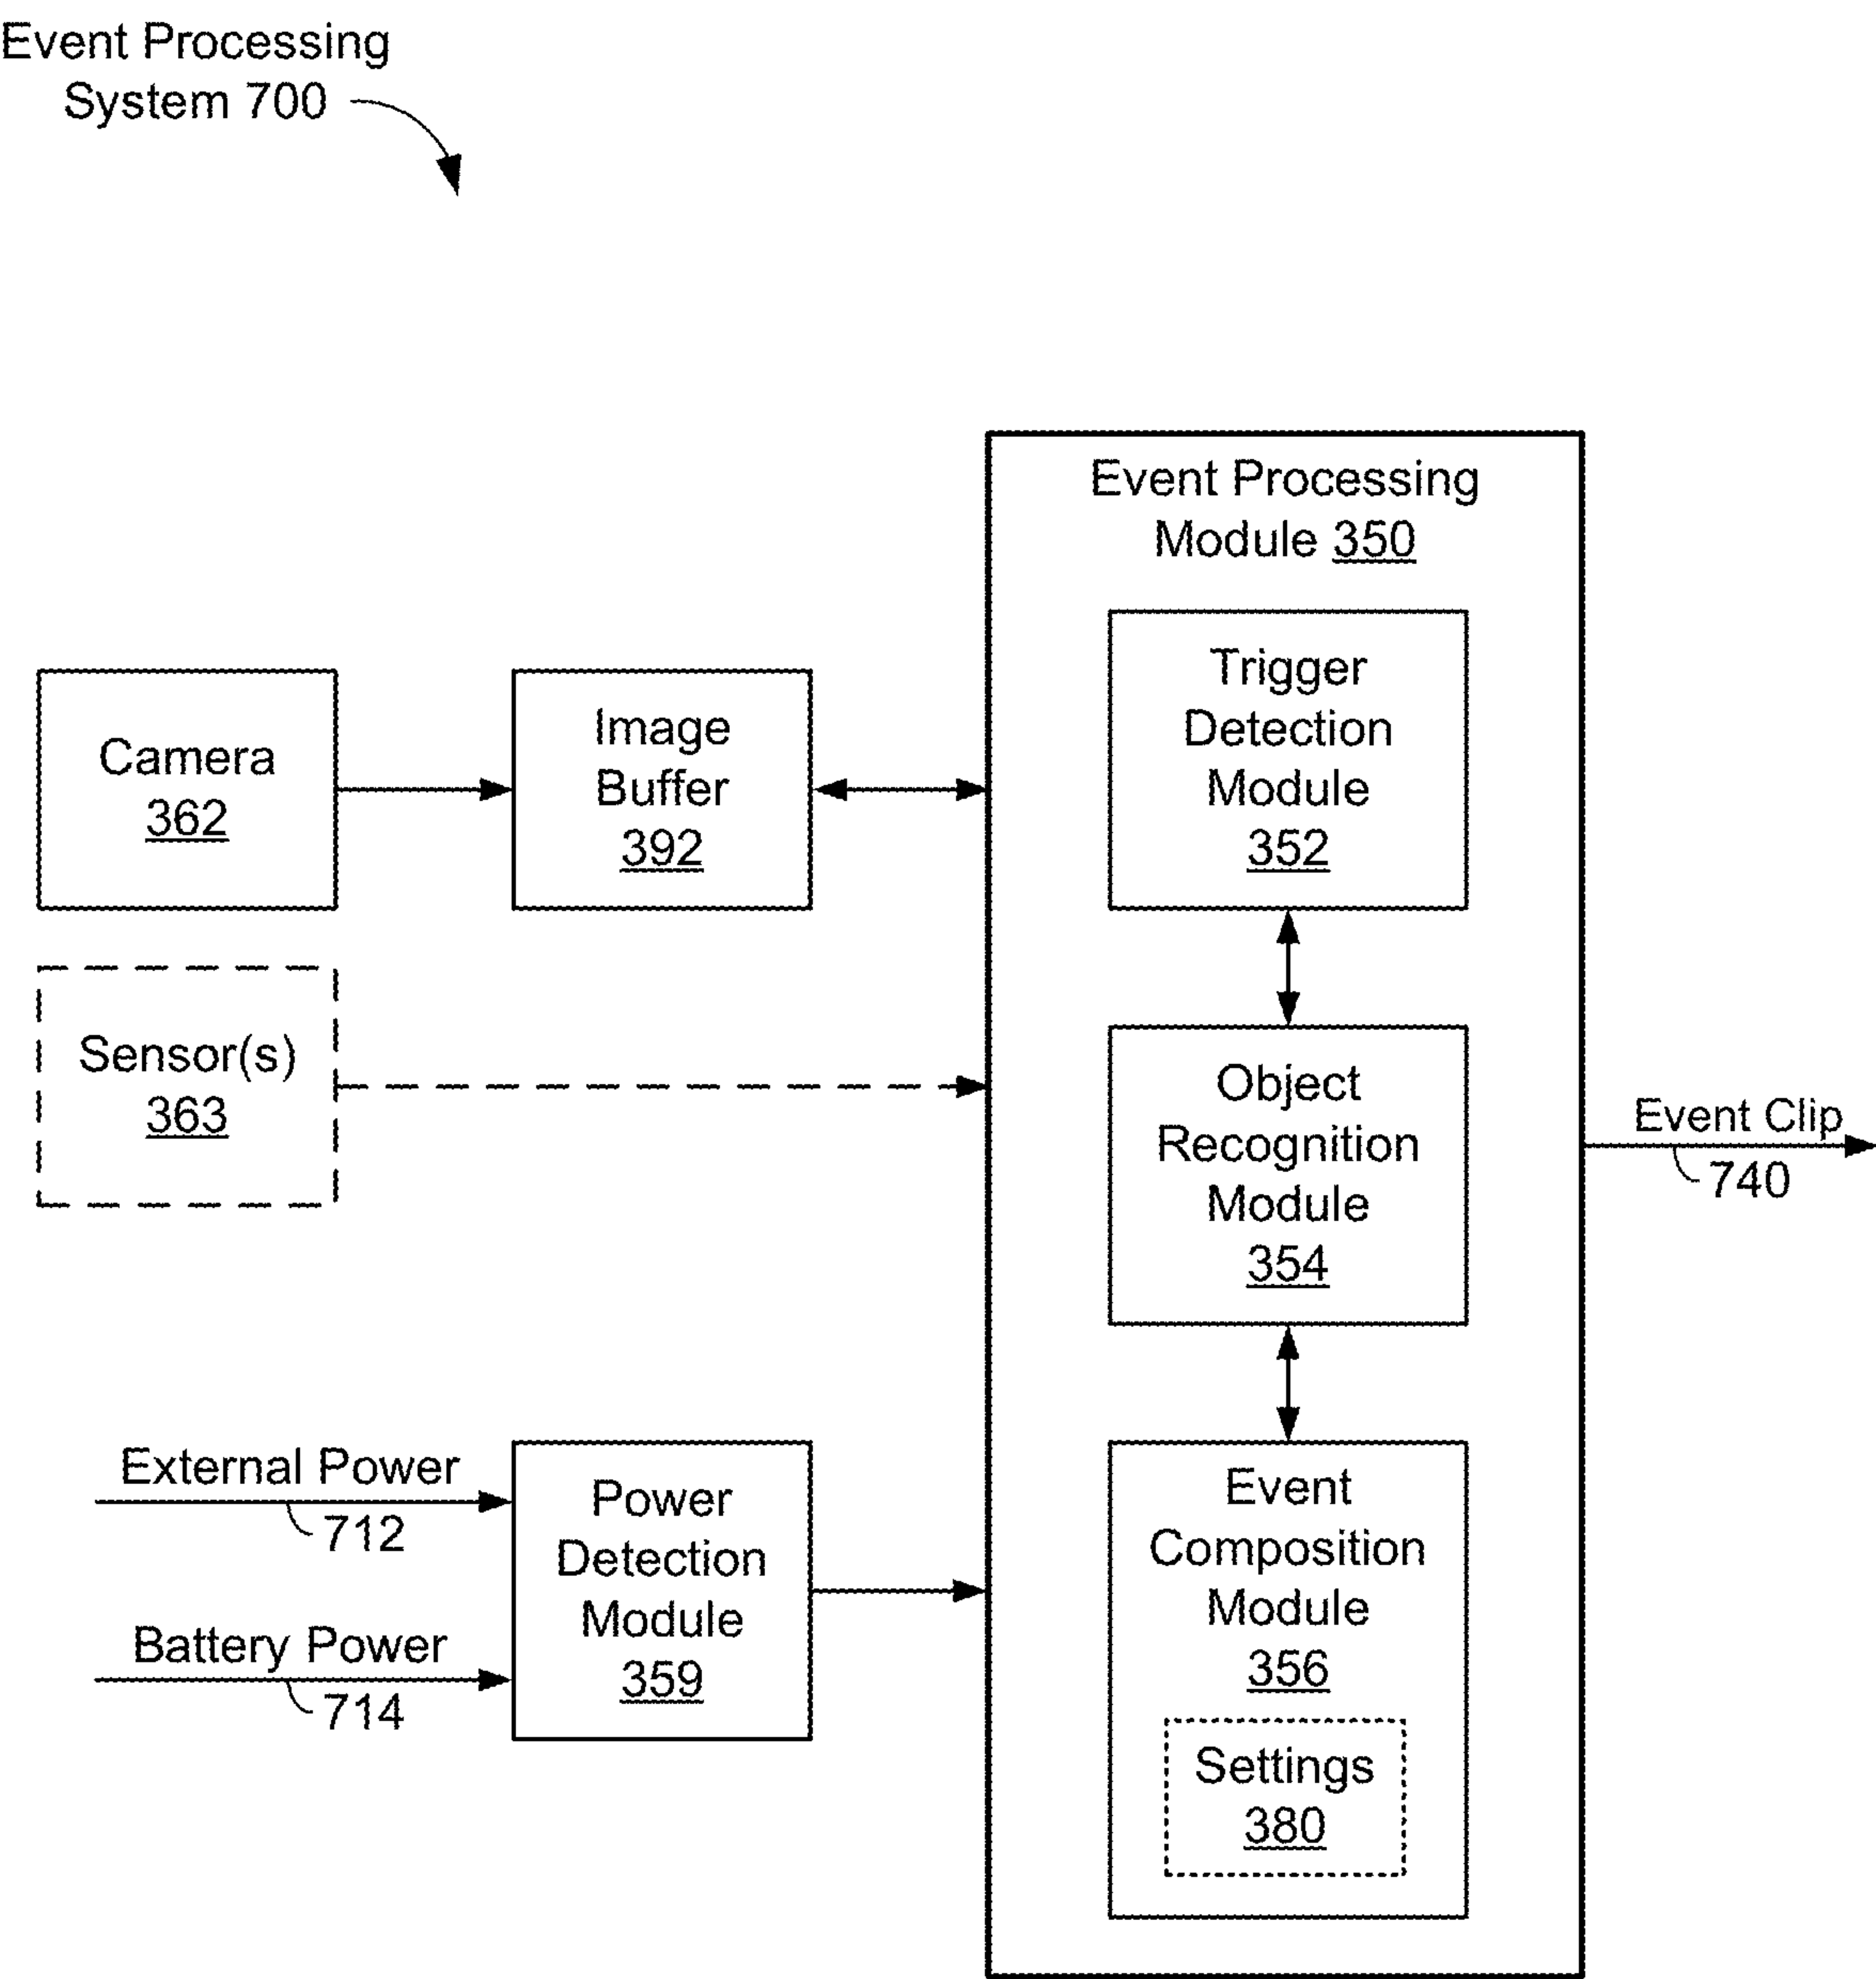 Event Processing
System 700
Event Processing
Module 350
Trigger
Detection
Module
352
Camera
362
Image
Buffer
392
Sensor(s)
363
Object
Recognition
Module
354
Event Clip
740
External Power
712
Battery Power
714
Power
Detection
Module
359
Event
Composition
Module
356
Settings
380